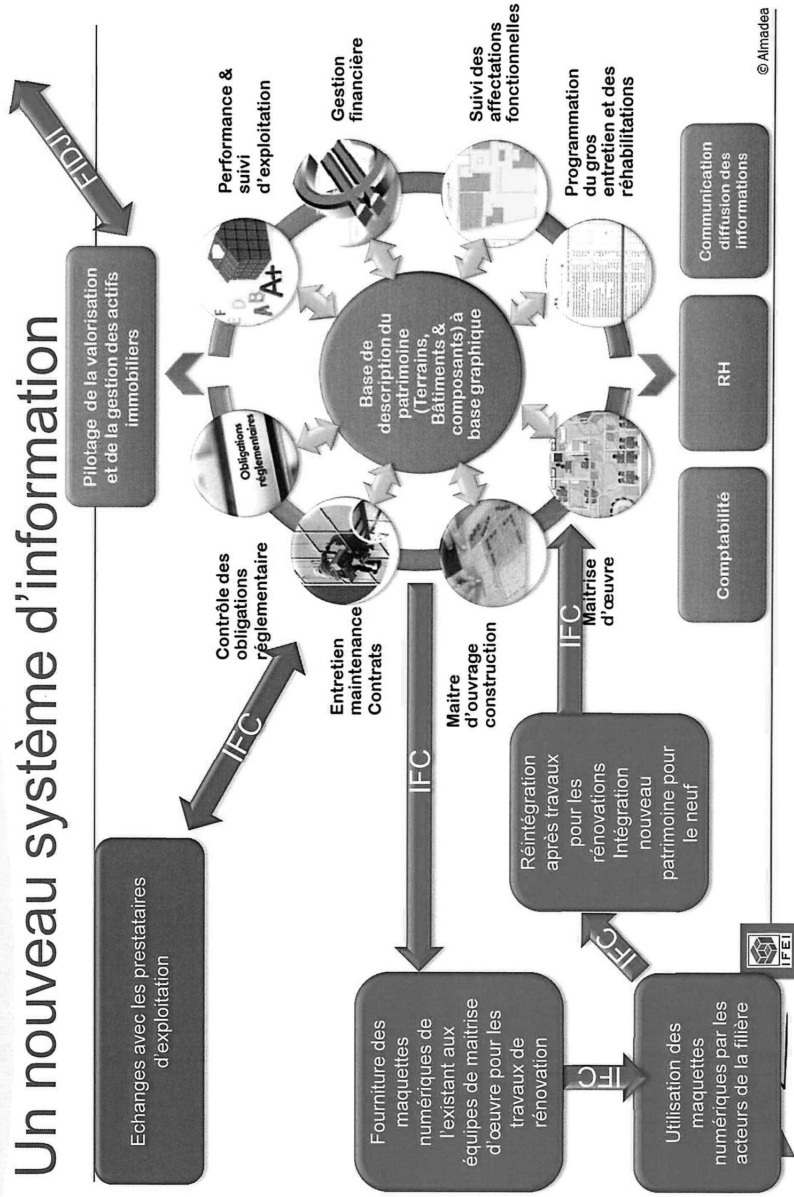 Un nouveau système d'information
FIDJI
Pilotage de la valorisation
et de la gestion des actifs
immobiliers
Echanges avec les prestataires
d'exploitation
IFC
Contrôle des
obligations
réglementaire
Obligations
réglementaires
Performance &
suivi
d'exploitation
F
E
D
B
A
A+
Gestion
financière
Entretien
maintenance
Contrats
Base de
description du
patrimoine
(Terrains,
Bâtiments &
composants) à
base graphique
Suivi des
affectations
fonctionnelles
IFC
Maitre
d'ouvrage
construction
Programmation
du gros
entretien et des
réhabilitations
Fourniture des
maquettes
numériques de
l'existant aux
équipes de maitrise
d'œuvre pour les
travaux de
rénovation
IFC
Utilisation des
maquettes
numériques par les
acteurs de la filière
IFC
Réintégration
après travaux
pour les
rénovations
Intégration
nouveau
patrimoine pour
le neuf
IFC
Maitrise
d'œuvre
Comptabilité
RH
Communication
diffusion des
informations
IFEI
© Almadea